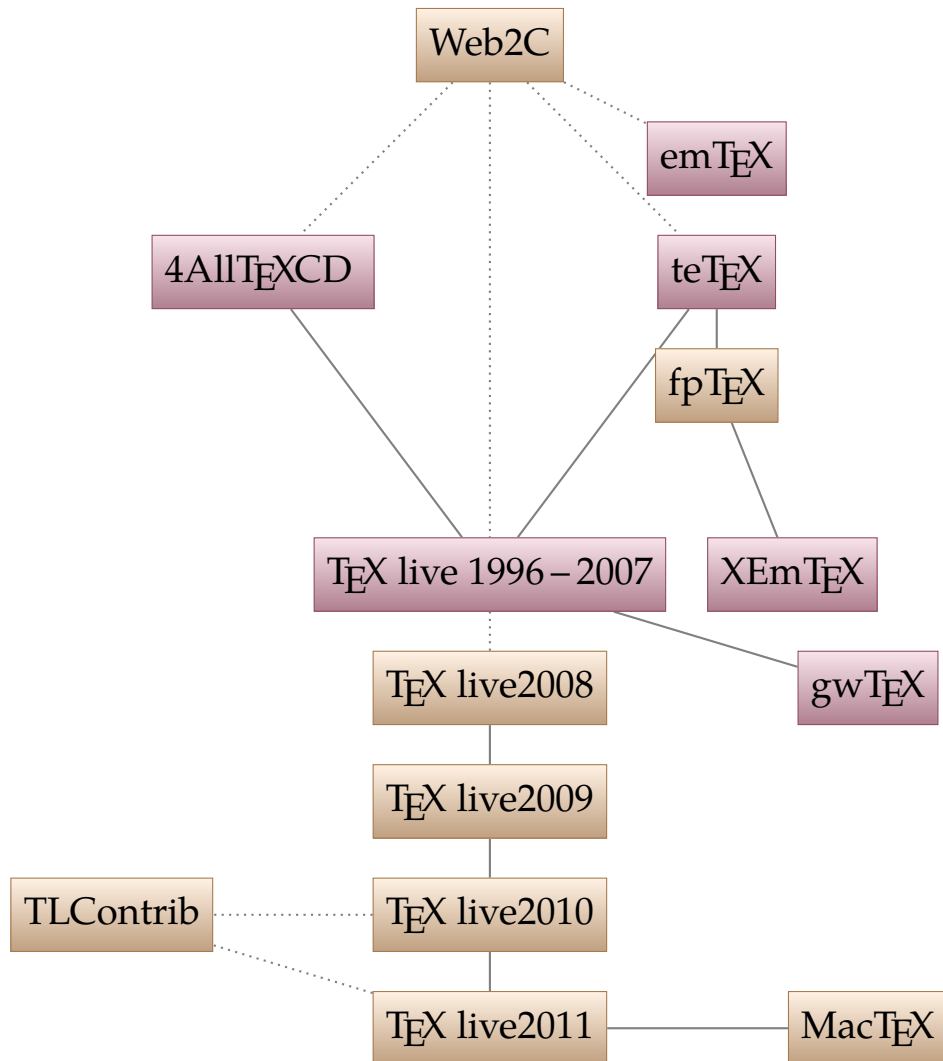 Web2C
emTEX
4AllTEXCD
teTEX
fpTEX
TEX live 1996 – 2007
XEmTEX
TEX live2008
gwTEX
TEX live2009
TLContrib
TEX live2010
TEX live2011
MacTEX